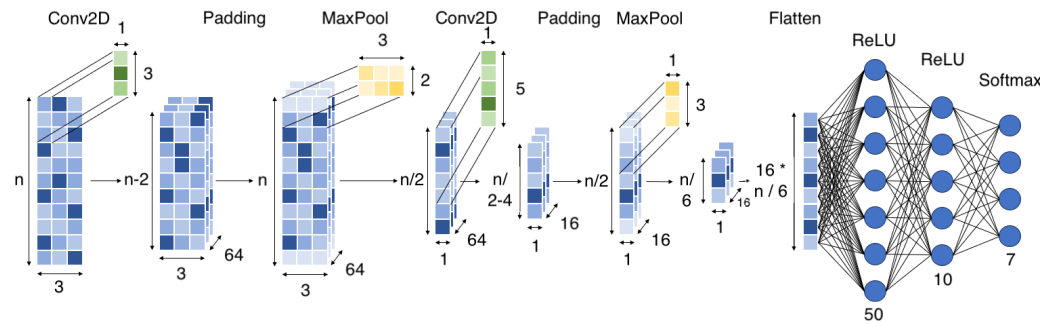 Conv2D
Padding
MaxPool
Conv2D
Padding
MaxPool
Flatten
ReLU
ReLU
Softmax
1
3
n
3
n-2
3
64
3
2
n
3
64
1
5
n/2
1
64
n/
2-4
1
16
1
3
n/2
1
16
n/
6
1
16
16 *
n / 6
50
10
7